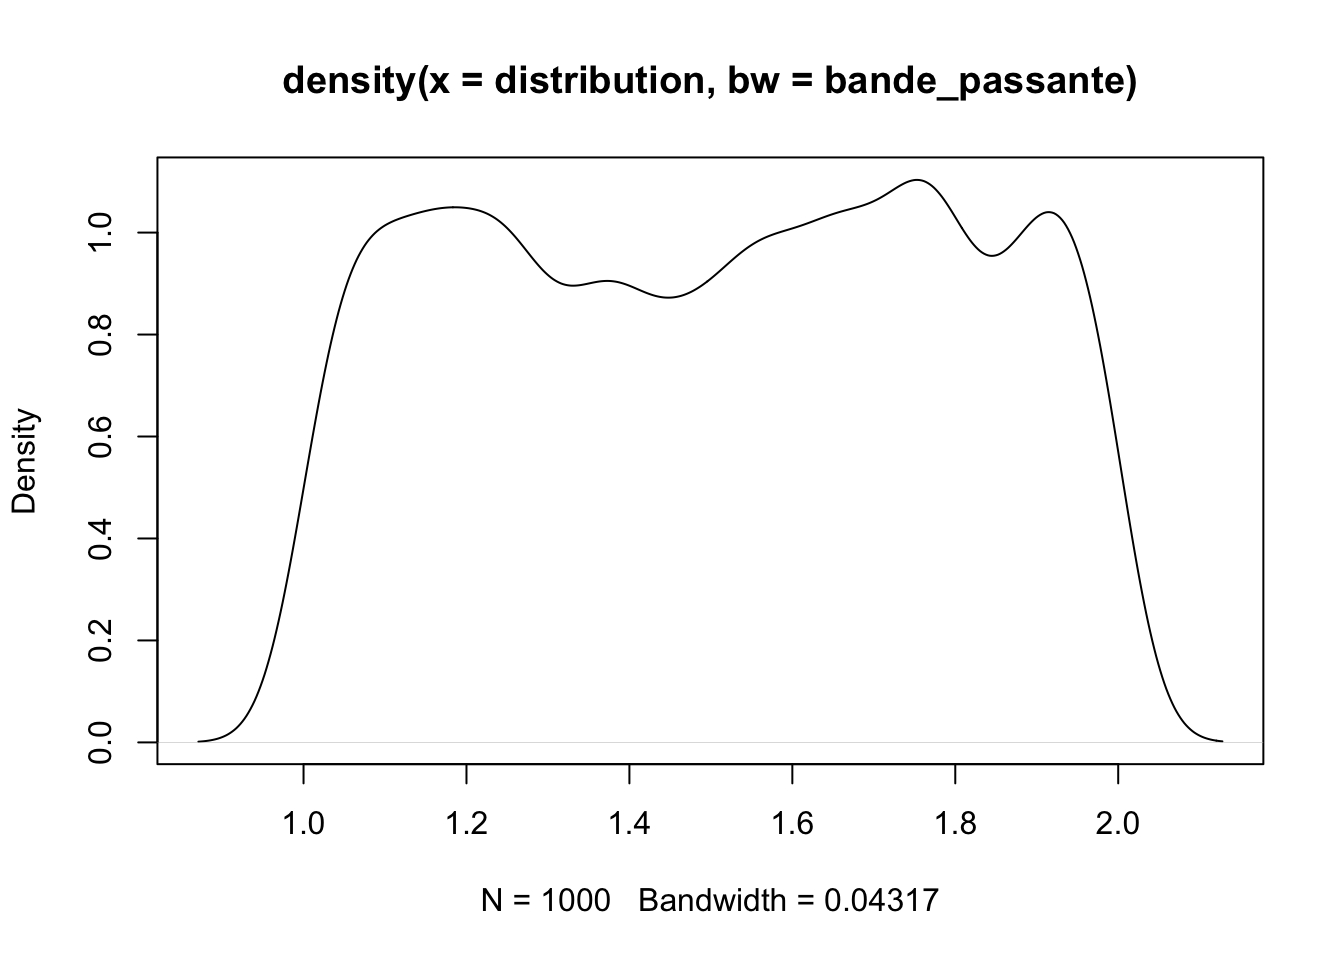 density(x = distribution, bw = bande_passante)
Density
1.0
0.8
0.6
0.4
0.2
0.0
1.0 1.2 1.4 1.6 1.8 2.0
N = 1000 Bandwidth = 0.04317